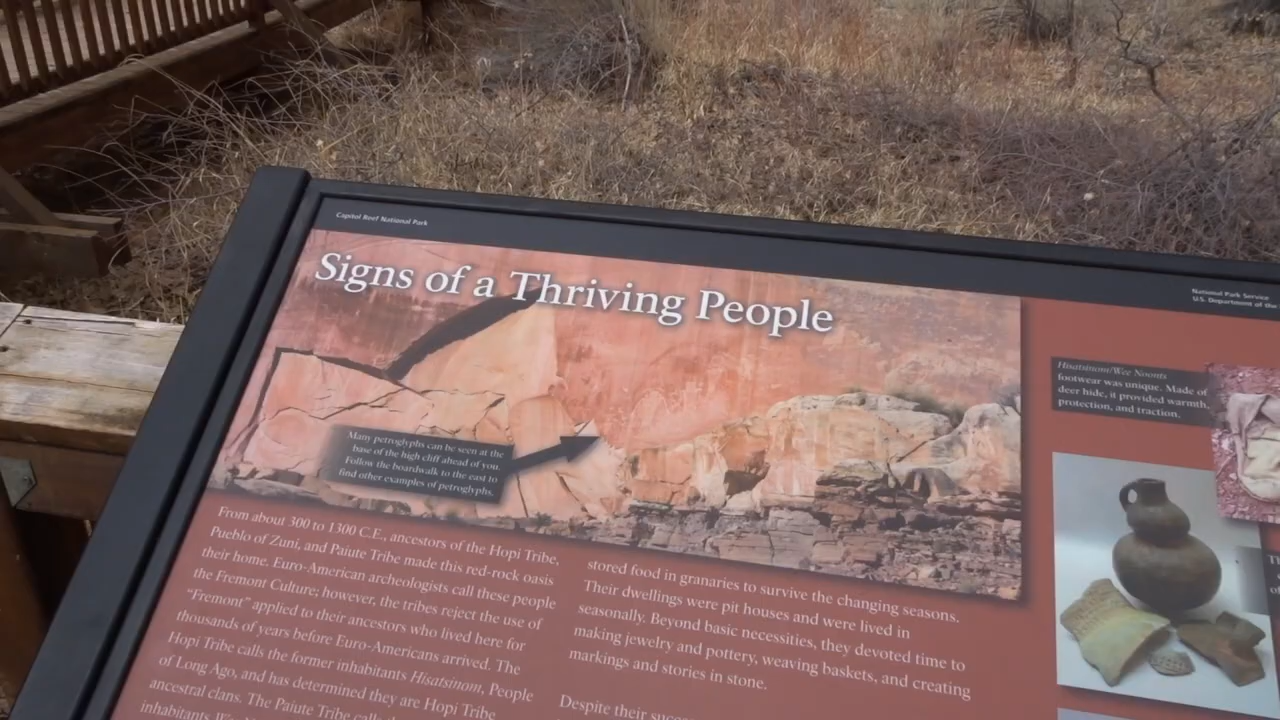 Capitol Reef National Park
National Park Service
U.S. Department of the
Signs of a Thriving People
Many petroglyphs can be seen at the
base of the high cliff ahead of you.
Follow the boardwalk to the east to
find other examples of petroglyphs.
Hisatsinom/Wee Noonts
footwear was unique. Made of
deer hide, it provided warmth,
protection, and traction.
From about 300 to 1300 C.E., ancestors of the Hopi Tribe,
Pueblo of Zuni, and Paiute Tribe made this red-rock oasis
their home. Euro-American archeologists call these people
the Fremont Culture; however, the tribes reject the use of
“Fremont” applied to their ancestors who lived here for
thousands of years before Euro-Americans arrived. The
Hopi Tribe calls the former inhabitants Hisatsinom, People
of Long Ago, and has determined they are Hopi Tribe
ancestral clans. The Paiute Tribe calls
inhabitants
stored food in granaries to survive the changing seasons.
Their dwellings were pit houses and were lived in
seasonally. Beyond basic necessities, they devoted time to
making jewelry and pottery, weaving baskets, and creating
markings and stories in stone.
Despite their